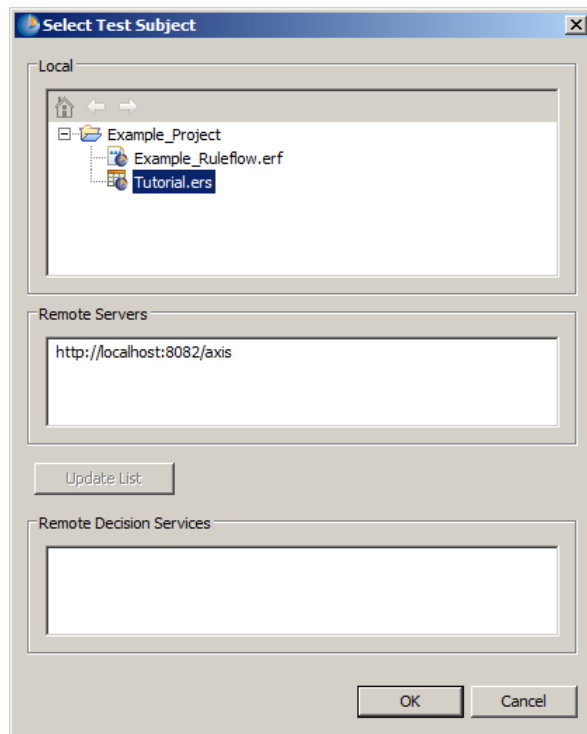 Select Test Subject
Local
Example_Project
Example_Ruleflow.erf
Tutorial.ers
Remote Servers
http://localhost:8082/axis
Update List
Remote Decision Services
OK Cancel